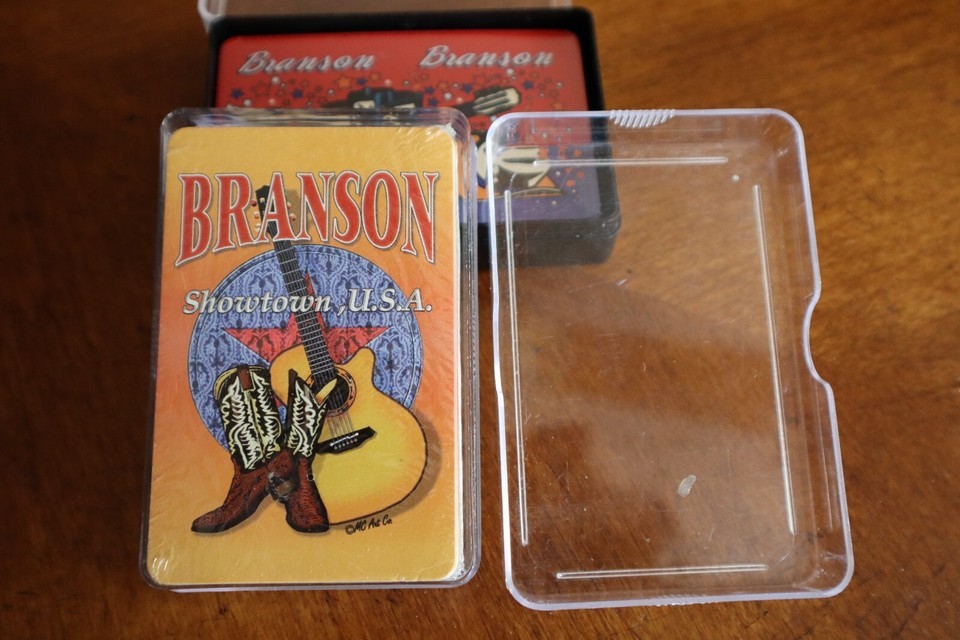 Branson Branson
BRANSON
Showtown, U.S.A.
©MC Art Co.